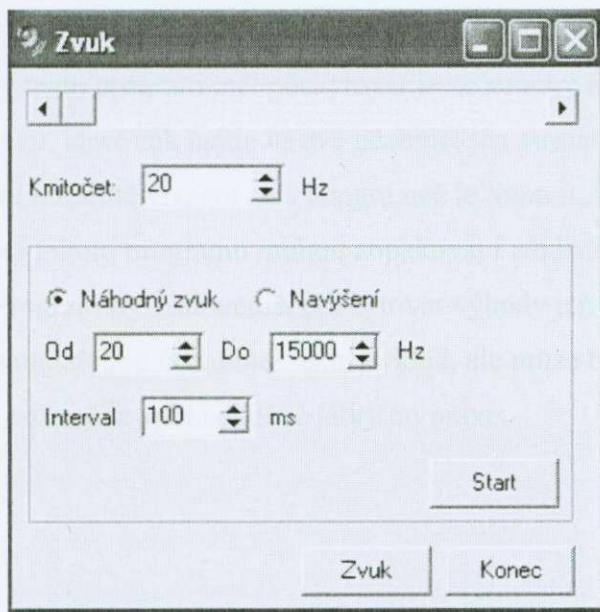 Zvuk
Kmitočet: 20 Hz
Náhodný zvuk Navýšení
Od 20 Do 15000 Hz
Interval 100 ms
Start
Zvuk Konec